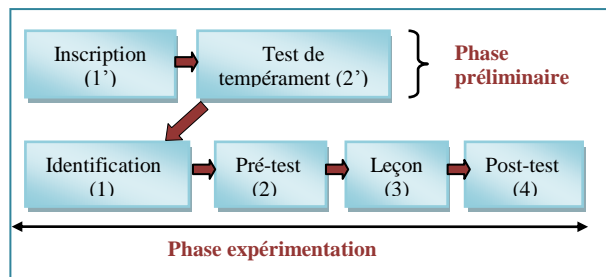 Inscription
(1’)
Test de
tempérament (2’)
Phase
préliminaire
Identification
(1)
Pré-test
(2)
Leçon
(3)
Post-test
(4)
Phase expérimentation